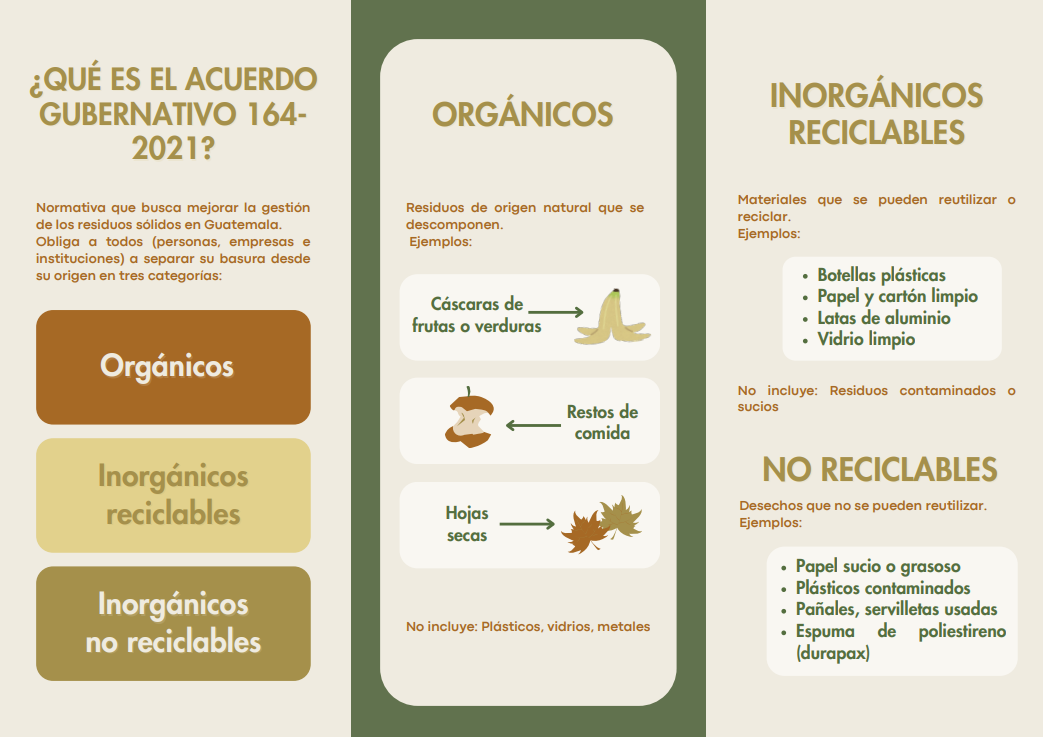 ¿QUÉ ES EL ACUERDO
GUBERNATIVO 164-
2021?
Normativa que busca mejorar la gestión
de los residuos sólidos en Guatemala.
Obliga a todos (personas, empresas e
instituciones) a separar su basura desde
su origen en tres categorías:
Orgánicos
Inorgánicos
reciclables
Inorgánicos
no reciclables
ORGÁNICOS
Residuos de origen natural que se
descomponen.
Ejemplos:
Cáscaras de
frutas o verduras
Restos de
comida
Hojas
secas
No incluye: Plásticos, vidrios, metales
INORGÁNICOS
RECICLABLES
Materiales que se pueden reutilizar o
reciclar.
Ejemplos:
• Botellas plásticas
• Papel y cartón limpio
• Latas de aluminio
• Vidrio limpio
No incluye: Residuos contaminados o
sucios
NO RECICLABLES
Desechos que no se pueden reutilizar.
Ejemplos:
• Papel sucio o grasoso
• Plásticos contaminados
• Pañales, servilletas usadas
• Espuma de poliestireno
(durapax)